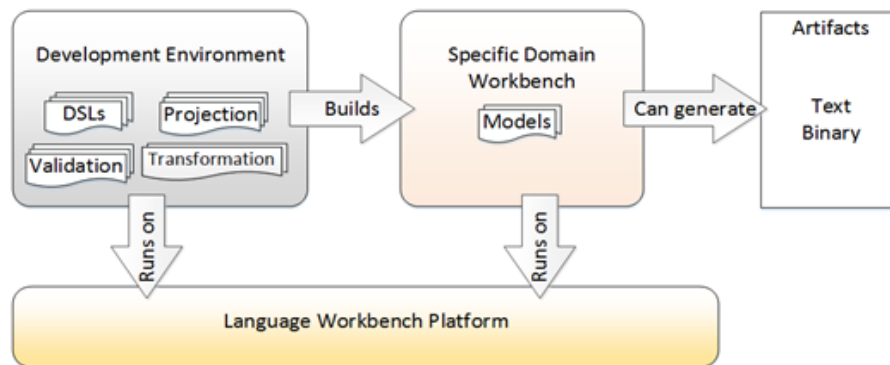 Development Environment
DSLs
Projection
Validation
Transformation
Builds
Specific Domain
Workbench
Models
Can generate
Artifacts
Text
Binary
Runs on
Runs on
Language Workbench Platform